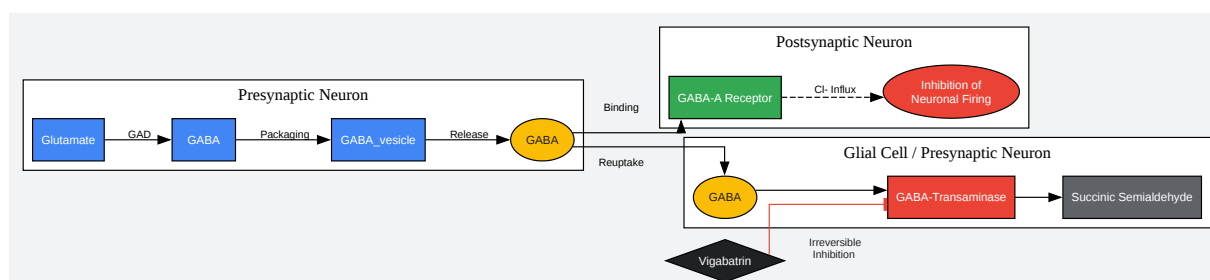 Postsynaptic Neuron
GABA-A Receptor
Cl- Influx
Inhibition of
Neuronal Firing
Presynaptic Neuron
Glutamate
GAD
GABA
Packaging
GABA_vesicle
Release
GABA
Binding
Reuptake
Glial Cell / Presynaptic Neuron
GABA
GABA-Transaminase
Succinic Semialdehyde
Vigabatrin
Irreversible
Inhibition